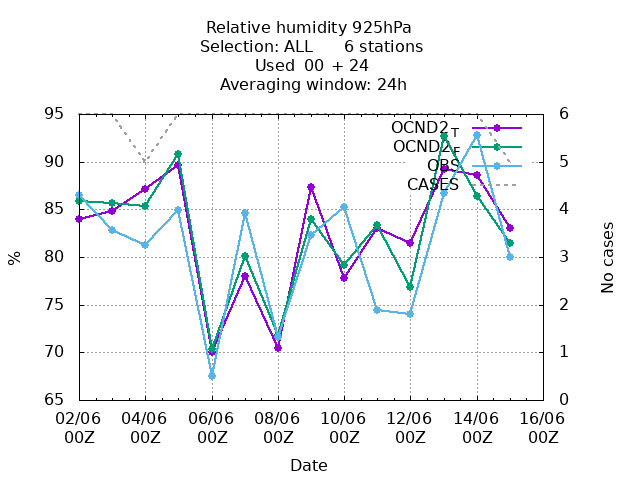 Relative humidity 925hPa
Selection: ALL 6 stations
Used 00 + 24
Averaging window: 24h
95
90
85
80
75
70
65
%
6
5
4
3
2
1
0
No cases
OCND2_T
OCND2_F
OBS
CASES
02/06 04/06 06/06 08/06 10/06 12/06 14/06 16/06
00Z 00Z 00Z 00Z 00Z 00Z 00Z 00Z
Date